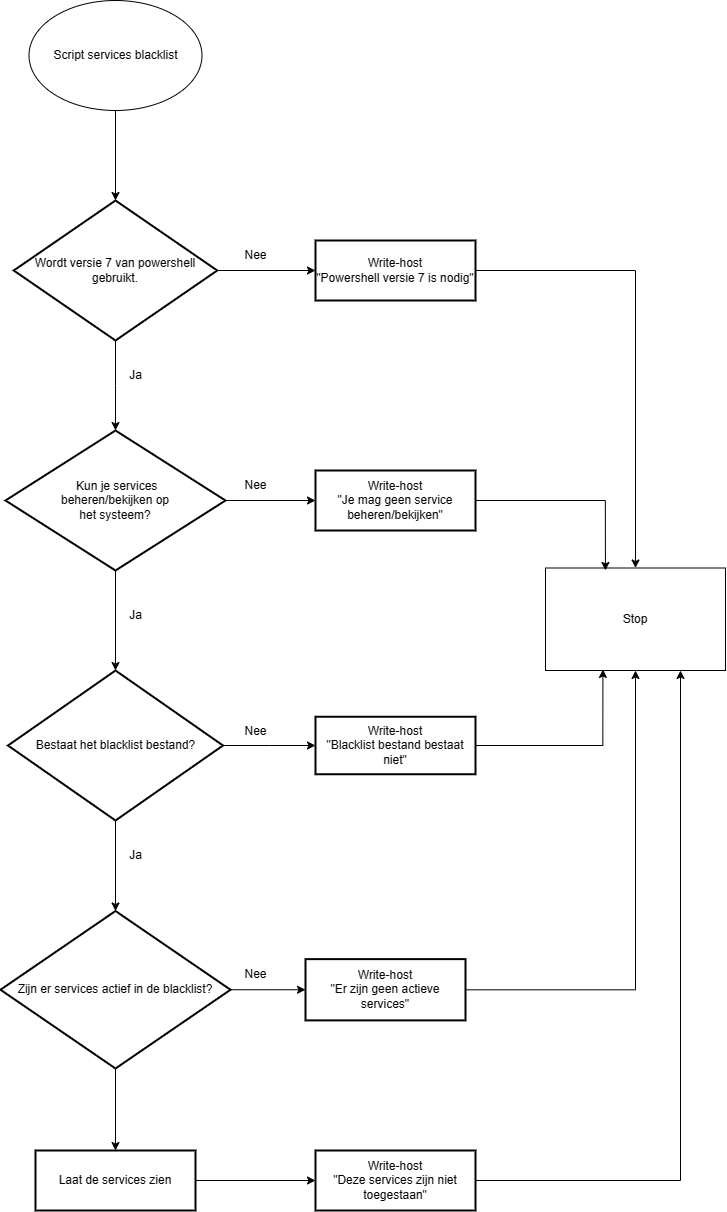 Script services blacklist
Wordt versie 7 van powershell
gebruikt.
Nee
Write-host
"Powershell versie 7 is nodig"
Ja
Kun je services
beheren/bekijken op
het systeem?
Nee
Write-host
"Je mag geen service
beheren/bekijken"
Stop
Ja
Bestaat het blacklist bestand?
Nee
Write-host
"Blacklist bestand bestaat
niet"
Ja
Zijn er services actief in de blacklist?
Nee
Write-host
"Er zijn geen actieve
services"
Laat de services zien
Write-host
"Deze services zijn niet
toegestaan"